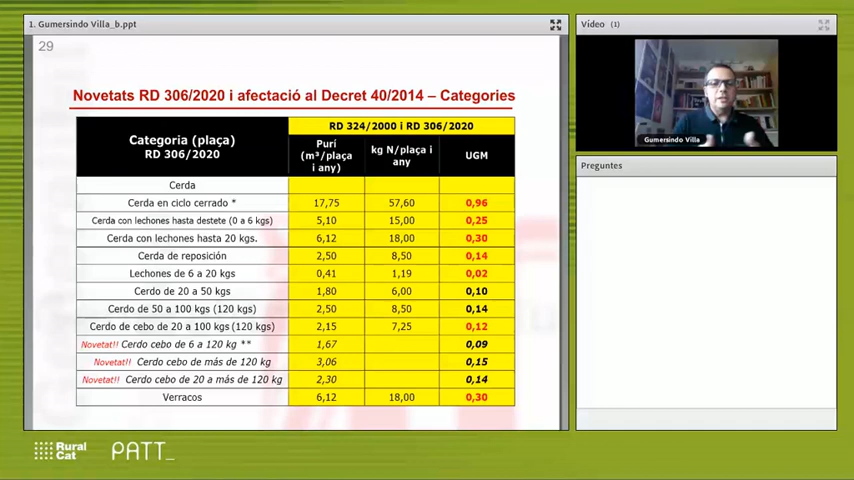 1. Gumersindo Villa_b.ppt
29
Novetats RD 306/2020 i afectació al Decret 40/2014 – Categories
Categoria (plaça)
RD 306/2020
RD 324/2000 i RD 306/2020
Purí
(m³/plaça
i any)
kg N/plaça i
any
UGM
Cerda
Cerda en ciclo cerrado * 17,75 57,60 0,96
Cerda con lechones hasta destete (0 a 6 kgs) 5,10 15,00 0,25
Cerda con lechones hasta 20 kgs. 6,12 18,00 0,30
Cerda de reposición 2,50 8,50 0,14
Lechones de 6 a 20 kgs 0,41 1,19 0,02
Cerdo de 20 a 50 kgs 1,80 6,00 0,10
Cerdo de 50 a 100 kgs (120 kgs) 2,50 8,50 0,14
Cerdo de cebo de 20 a 100 kgs (120 kgs) 2,15 7,25 0,12
Novetat!! Cerdo cebo de 6 a 120 kg ** 1,67 0,09
Novetat!! Cerdo cebo de más de 120 kg 3,06 0,15
Novetat!! Cerdo cebo de 20 a más de 120 kg 2,30 0,14
Verracos 6,12 18,00 0,30
Vídeo (1)
Gumersindo Villa
Preguntes
Rural
Cat
PATT_